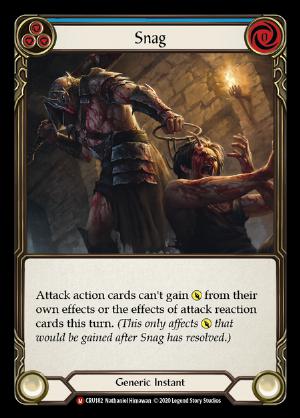 Snag
0
Attack action cards can't gain from their
own effects or the effects of attack reaction
cards this turn. (This only affects that
would be gained after Snag has resolved.)
Generic Instant
M CRU182 Nathaniel Himawan © 2020 Legend Story Studios